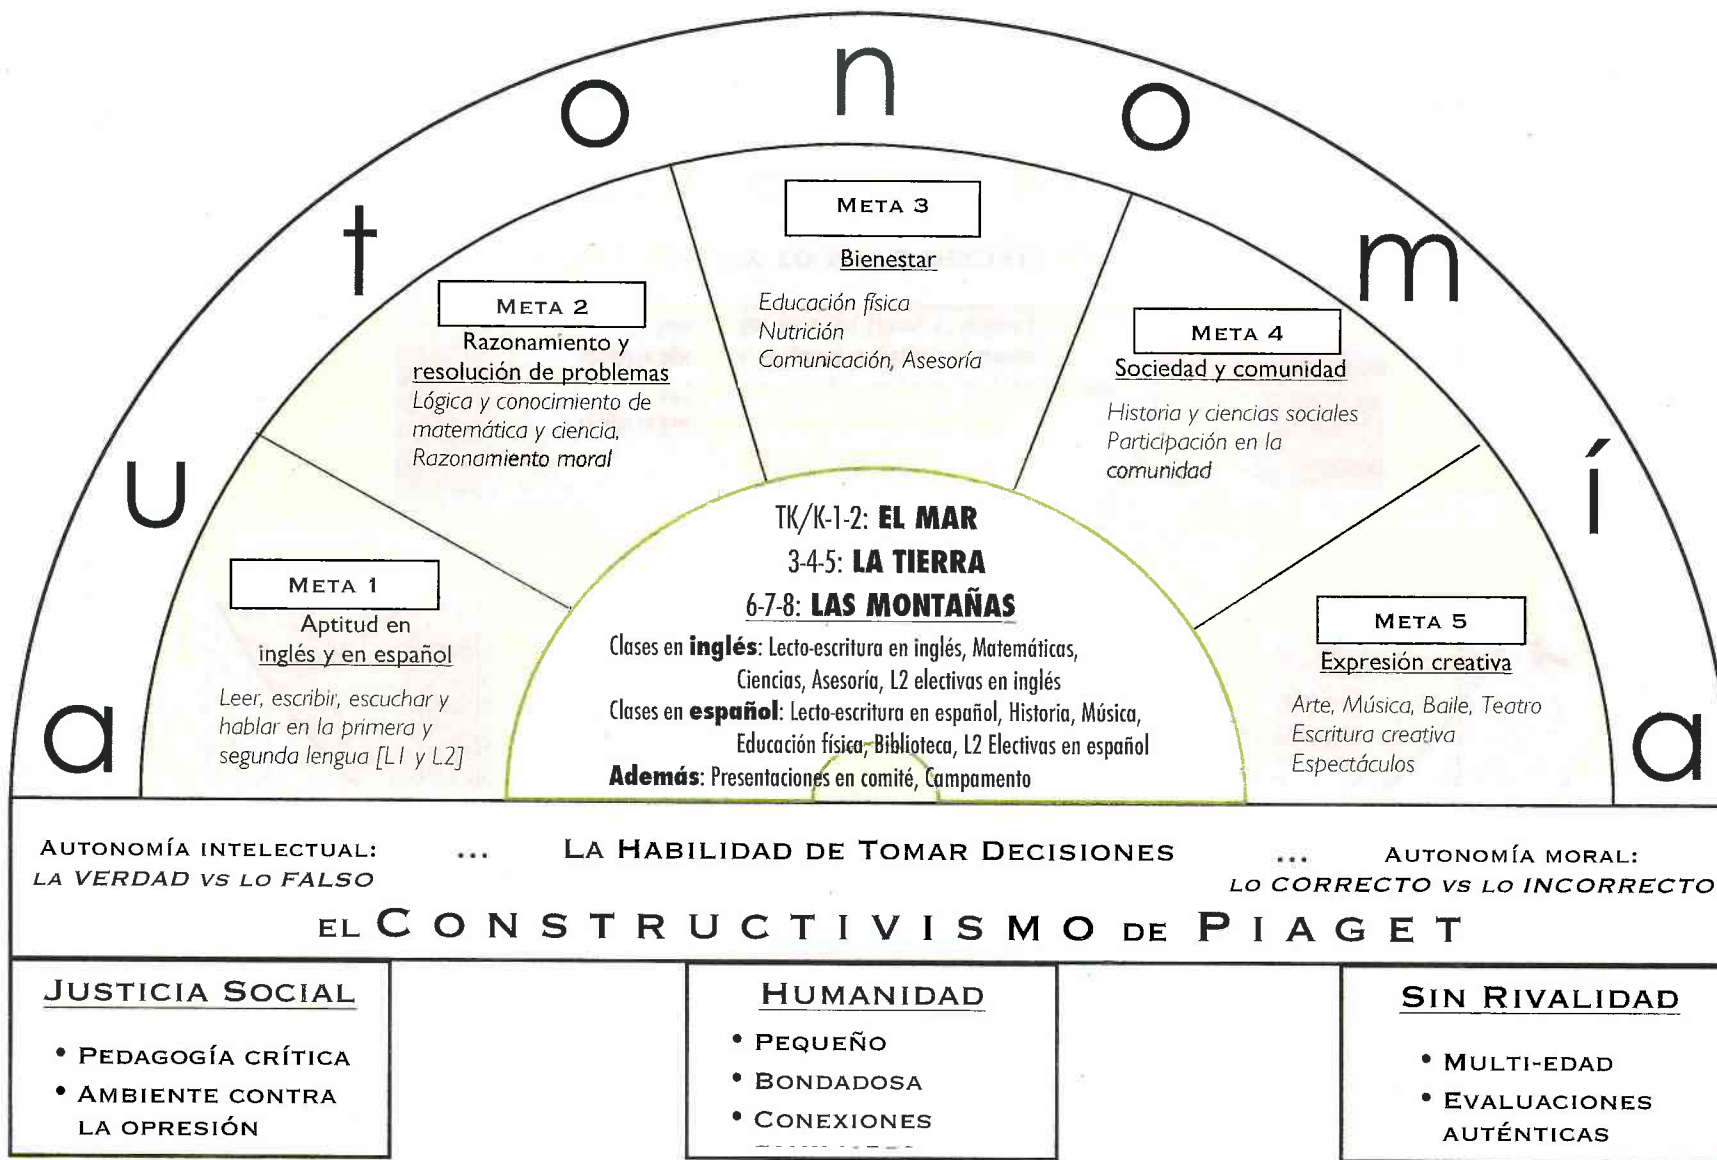 autonomía
META 1
Aptitud en
inglés y en español
Leer, escribir, escuchar y
hablar en la primera y
segunda lengua [L1 y L2]
META 2
Razonamiento y
resolución de problemas
Lógica y conocimiento de
matemática y ciencia,
Razonamiento moral
META 3
Bienestar
Educación física
Nutrición
Comunicación, Asesoría
META 4
Sociedad y comunidad
Historia y ciencias sociales
Participación en la
comunidad
META 5
Expresión creativa
Arte, Música, Baile, Teatro
Escritura creativa
Espectáculos
TK/K-1-2: EL MAR
3-4-5: LA TIERRA
6-7-8: LAS MONTAÑAS
Clases en inglés: Lecto-escritura en inglés, Matemáticas,
Ciencias, Asesoría, L2 electivas en inglés
Clases en español: Lecto-escritura en español, Historia, Música,
Educación física, Biblioteca, L2 Electivas en español
Además: Presentaciones en comité, Campamento
AUTONOMÍA INTELECTUAL: ... LA HABILIDAD DE TOMAR DECISIONES ... AUTONOMÍA MORAL:
LA VERDAD VS LO FALSO LO CORRECTO VS LO INCORRECTO
EL CONSTRUCTIVISMO DE PIAGET
JUSTICIA SOCIAL
• PEDAGOGÍA CRÍTICA
• AMBIENTE CONTRA
LA OPRESIÓN
HUMANIDAD
• PEQUEÑO
• BONDADOSA
• CONEXIONES
SIN RIVALIDAD
• MULTI-EDAD
• EVALUACIONES
AUTÉNTICAS